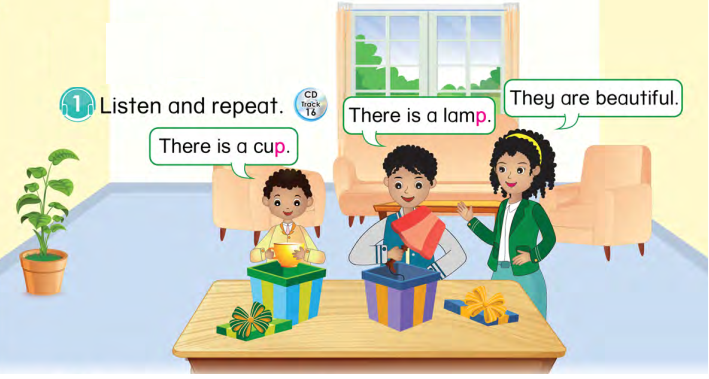 1 Listen and repeat.
CD
Track
16
There is a cup.
There is a lamp.
They are beautiful.